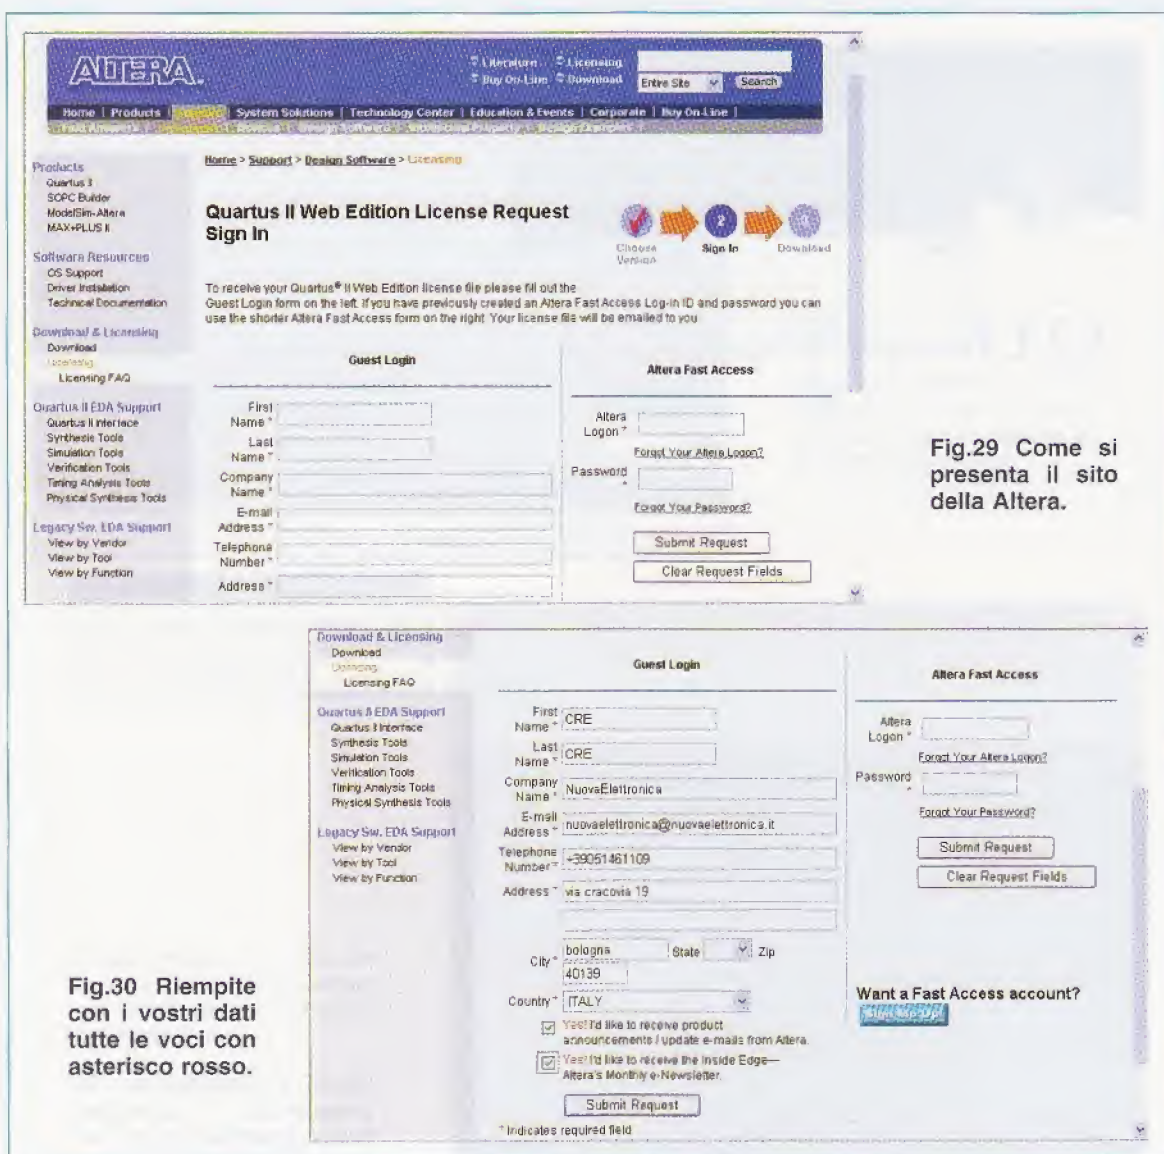 ALTERA.
Literature Licensing
Buy On-Line Download
Entire Site Search
Home | Products | System Solutions | Technology Center | Education & Events | Corporate | Buy On-Line |
Home > Support > Design Software > Licensing
Products
Quartus II
SOPC Builder
ModelSim-Altera
MAX+PLUS II
Software Resources
OS Support
Driver Installation
Technical Documentation
Download & Licensing
Download
Licensing
Licensing FAQ
Quartus II EDA Support
Quartus II Interface
Synthesis Tools
Simulation Tools
Verification Tools
Timing Analysis Tools
Physical Synthesis Tools
Legacy Sw. EDA Support
View by Vendor
View by Tool
View by Function
Quartus II Web Edition License Request
Sign In
Choose
Version
2
Sign In
3
Download
To receive your Quartus® II Web Edition license file please fill out the
Guest Login form on the left. If you have previously created an Altera Fast Access Log-in ID and password you can
use the shorter Altera Fast Access form on the right. Your license file will be emailed to you
Guest Login
First
Name *
Last
Name *
Company
Name *
E-mail
Address *
Telephone
Number *
Address *
Altera Fast Access
Altera
Logon *
Forgot Your Altera Logon?
Password
*
Forgot Your Password?
Submit Request
Clear Request Fields
Fig.29 Come si
presenta il sito
della Altera.
Download & Licensing
Download
Licensing
Licensing FAQ
Quartus II EDA Support
Quartus II Interface
Synthesis Tools
Simulation Tools
Verification Tools
Timing Analysis Tools
Physical Synthesis Tools
Legacy Sw. EDA Support
View by Vendor
View by Tool
View by Function
Guest Login
First
Name * CRE
Last
Name * CRE
Company
Name * NuovaElettronica
E-mail
Address * nuovaelettronica@nuovaelettronica.it
Telephone
Number * +39051461109
Address * via cracovia 19
City * bologna State Zip
40139
Country * ITALY
Yes! I'd like to receive product
announcements / update e-mails from Altera.
Yes! I'd like to receive the Inside Edge—
Altera's Monthly e-Newsletter.
Submit Request
* Indicates required field
Altera Fast Access
Altera
Logon *
Forgot Your Altera Logon?
Password
*
Forgot Your Password?
Submit Request
Clear Request Fields
Want a Fast Access account?
Sign Me Up!
Fig.30 Riempite
con i vostri dati
tutte le voci con
asterisco rosso.